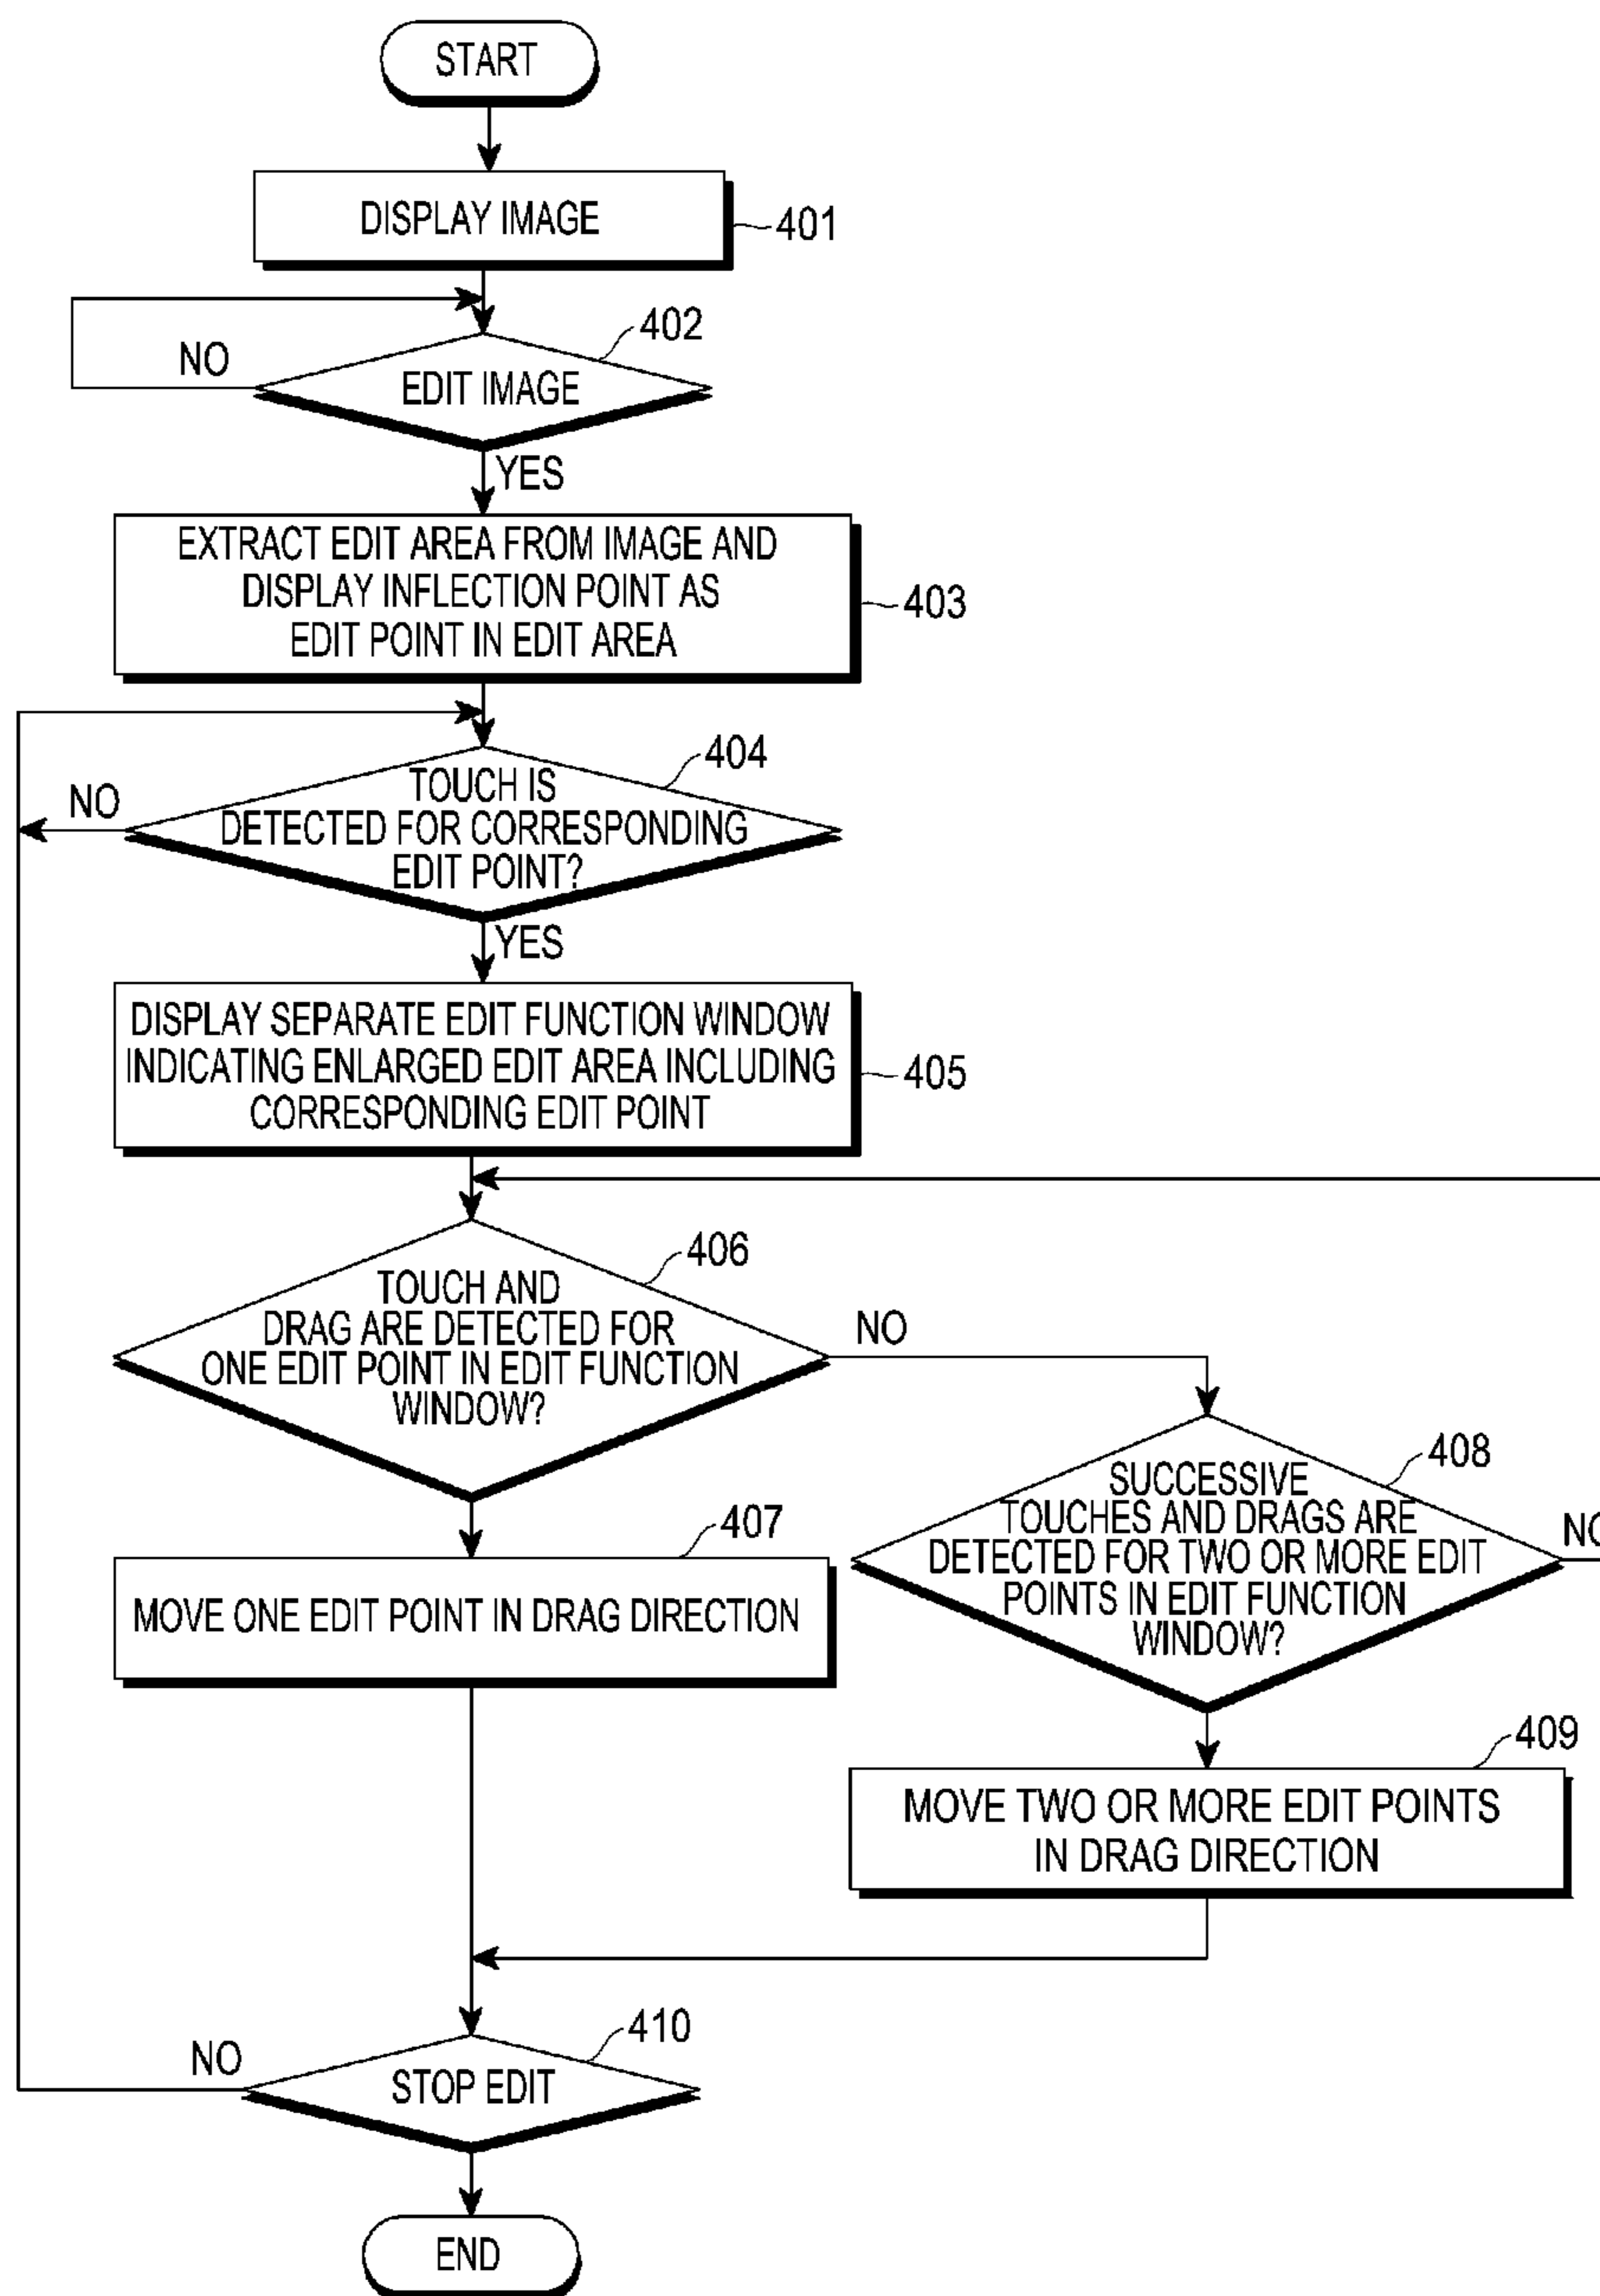 START
DISPLAY IMAGE
401
402
NO
EDIT IMAGE
YES
EXTRACT EDIT AREA FROM IMAGE AND
DISPLAY INFLECTION POINT AS
EDIT POINT IN EDIT AREA
403
404
NO
TOUCH IS
DETECTED FOR CORRESPONDING
EDIT POINT?
YES
DISPLAY SEPARATE EDIT FUNCTION WINDOW
INDICATING ENLARGED EDIT AREA INCLUDING
CORRESPONDING EDIT POINT
405
406
TOUCH AND
DRAG ARE DETECTED FOR
ONE EDIT POINT IN EDIT FUNCTION
WINDOW?
NO
408
SUCCESSIVE
TOUCHES AND DRAGS ARE
DETECTED FOR TWO OR MORE EDIT
POINTS IN EDIT FUNCTION
WINDOW?
NO
407
MOVE ONE EDIT POINT IN DRAG DIRECTION
409
MOVE TWO OR MORE EDIT POINTS
IN DRAG DIRECTION
410
NO
STOP EDIT
END